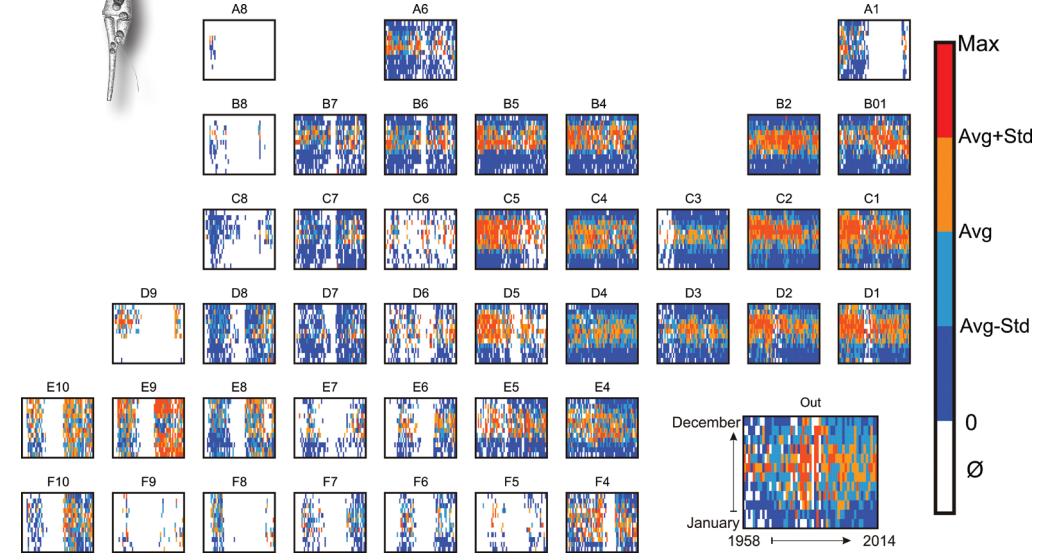 A8 A6 A1
Max
B8 B7 B6 B5 B4 B2 B01
Avg+Std
C8 C7 C6 C5 C4 C3 C2 C1
Avg
D9 D8 D7 D6 D5 D4 D3 D2 D1
Avg-Std
E10 E9 E8 E7 E6 E5 E4
Out
December
0
Ø
F10 F9 F8 F7 F6 F5 F4
January
1958 2014